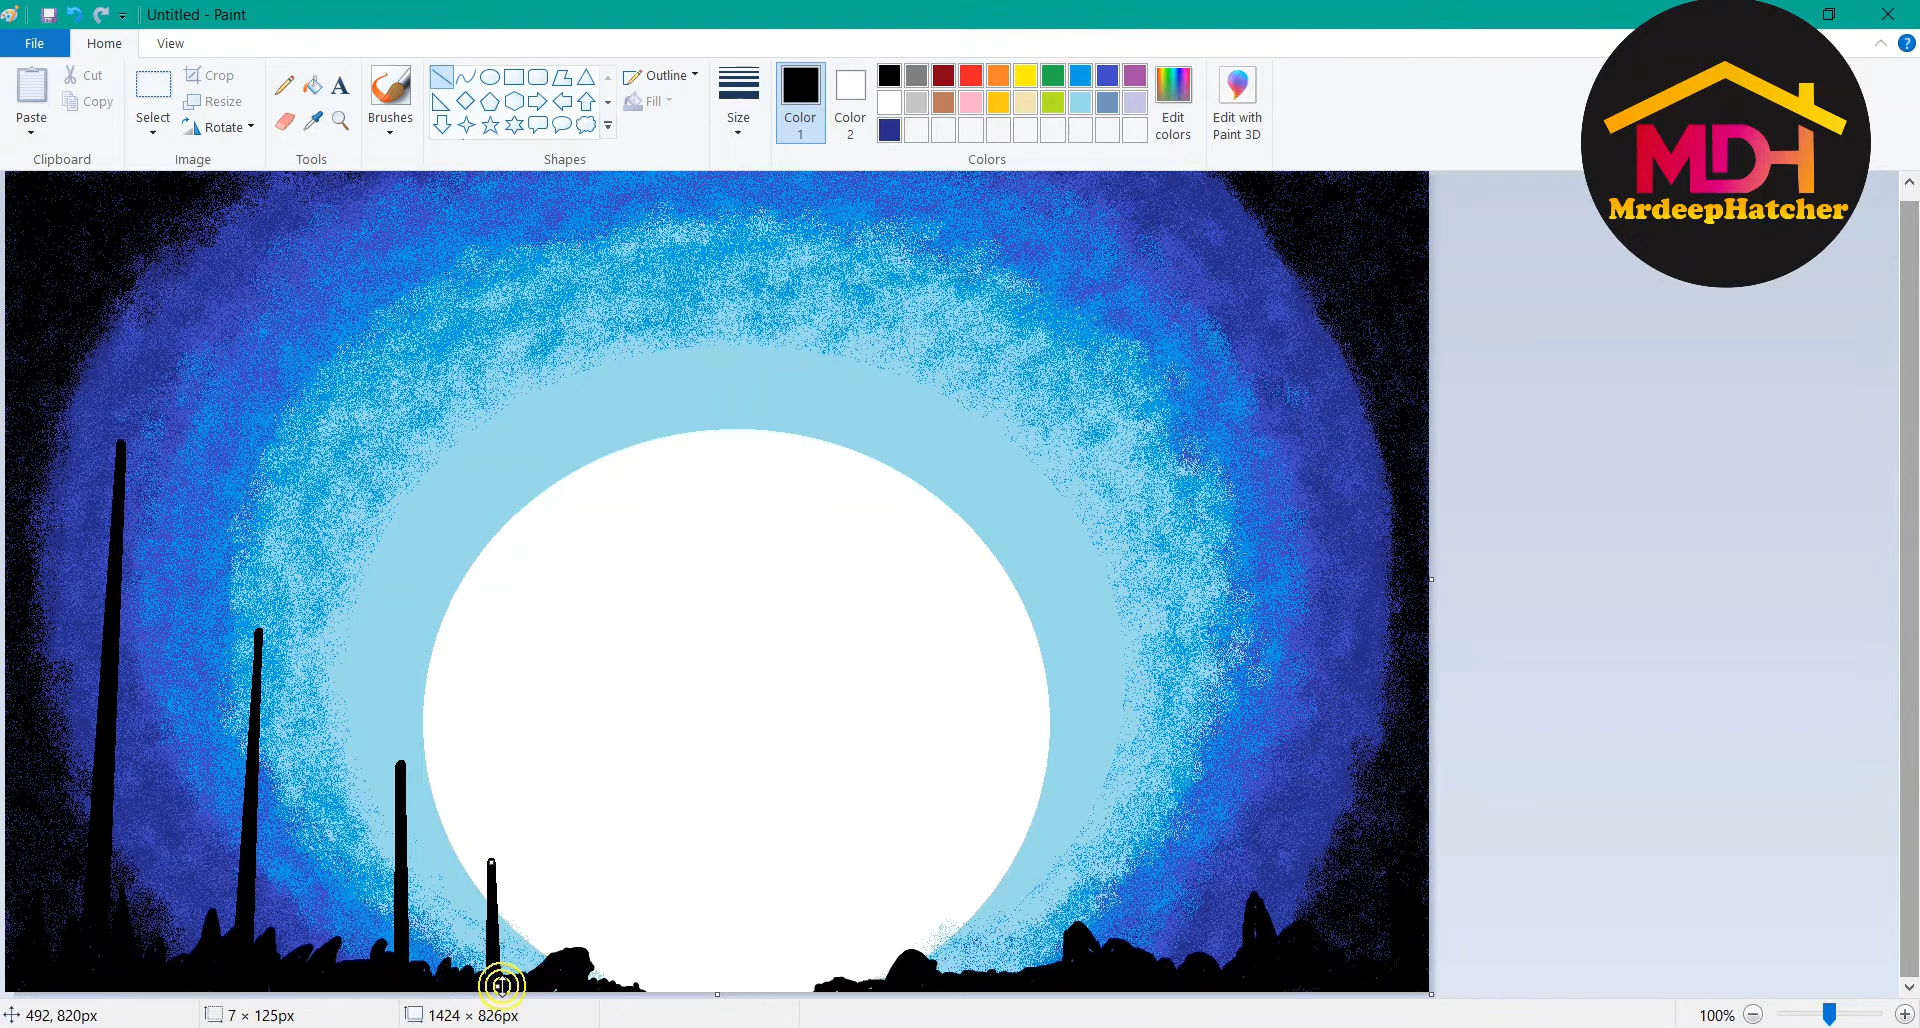 Untitled - Paint
File Home View
Paste
Cut
Copy
Clipboard
Select
Crop
Resize
Rotate
Image
A
Tools
Brushes
Shapes
Outline
Fill
Size
Color
1
Color
2
Edit
colors
Colors
Edit with
Paint 3D
?
MDH
MrdeepHatcher
492, 820px
7 × 125px
1424 × 826px
100%